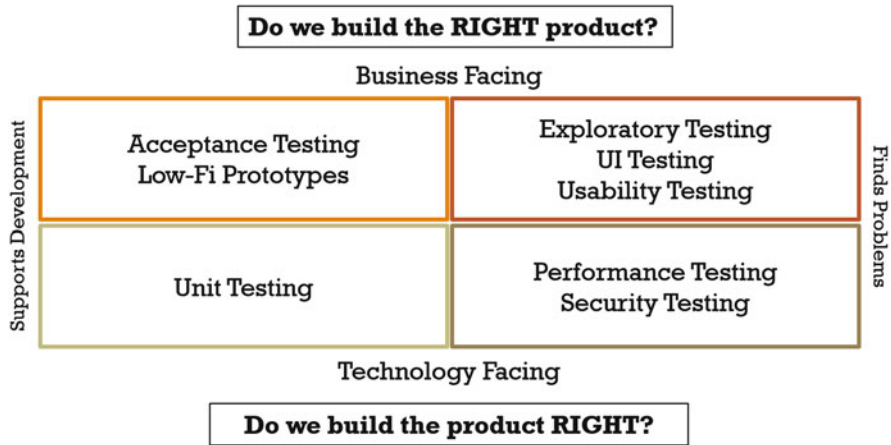 Do we build the RIGHT product?
Business Facing
Supports Development
Acceptance Testing
Low-Fi Prototypes
Exploratory Testing
UI Testing
Usability Testing
Finds Problems
Unit Testing
Performance Testing
Security Testing
Technology Facing
Do we build the product RIGHT?